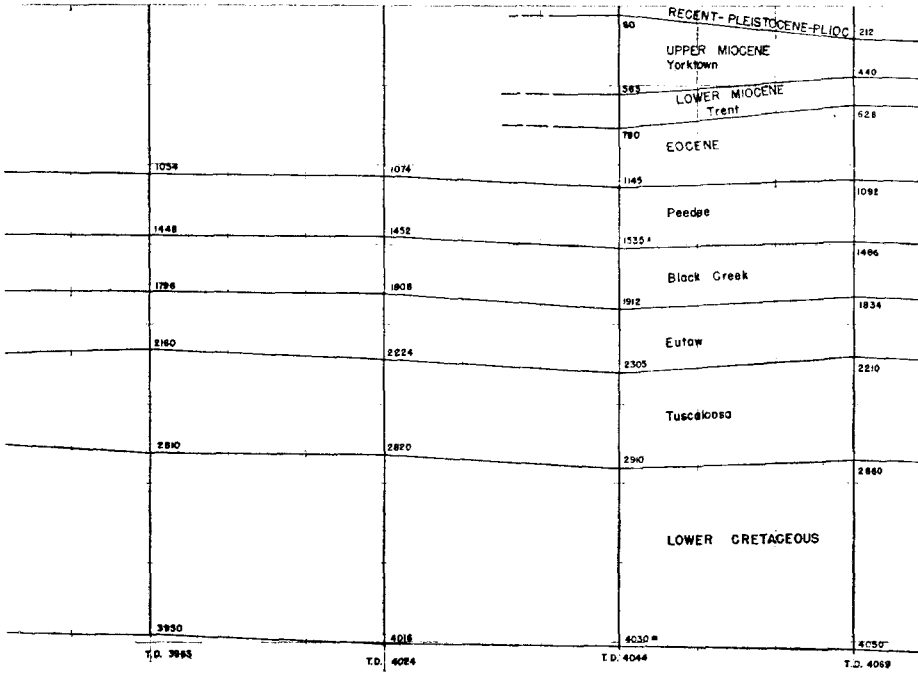 RECENT-PLEISTOCENE-PLIOC
212
UPPER MIOCENE
Yorktown
440
LOWER MIOCENE
Trent
628
780
EOCENE
1054
1074
1145
1092
Peedee
1448
1452
1535
1486
Black Creek
1796
1808
1912
1834
Eutaw
2160
2224
2305
2210
Tuscaloosa
2810
2820
2910
2860
LOWER CRETACEOUS
3950
4016
4030
4050
T.D. 3963
T.D. 4024
T.D. 4044
T.D. 4069